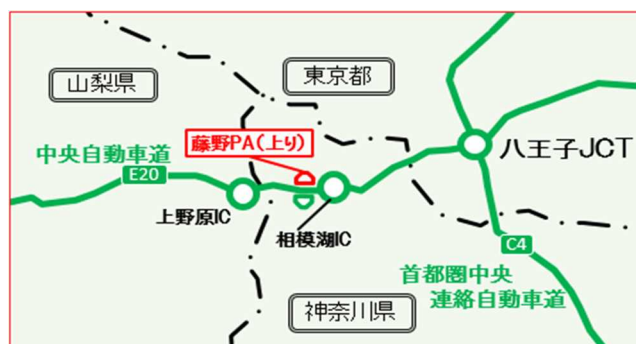 山梨県
東京都
藤野PA(上り)
中央自動車道
E20
八王子JCT
上野原IC
相模湖IC
C4
首都圏中央
連絡自動車道
神奈川県